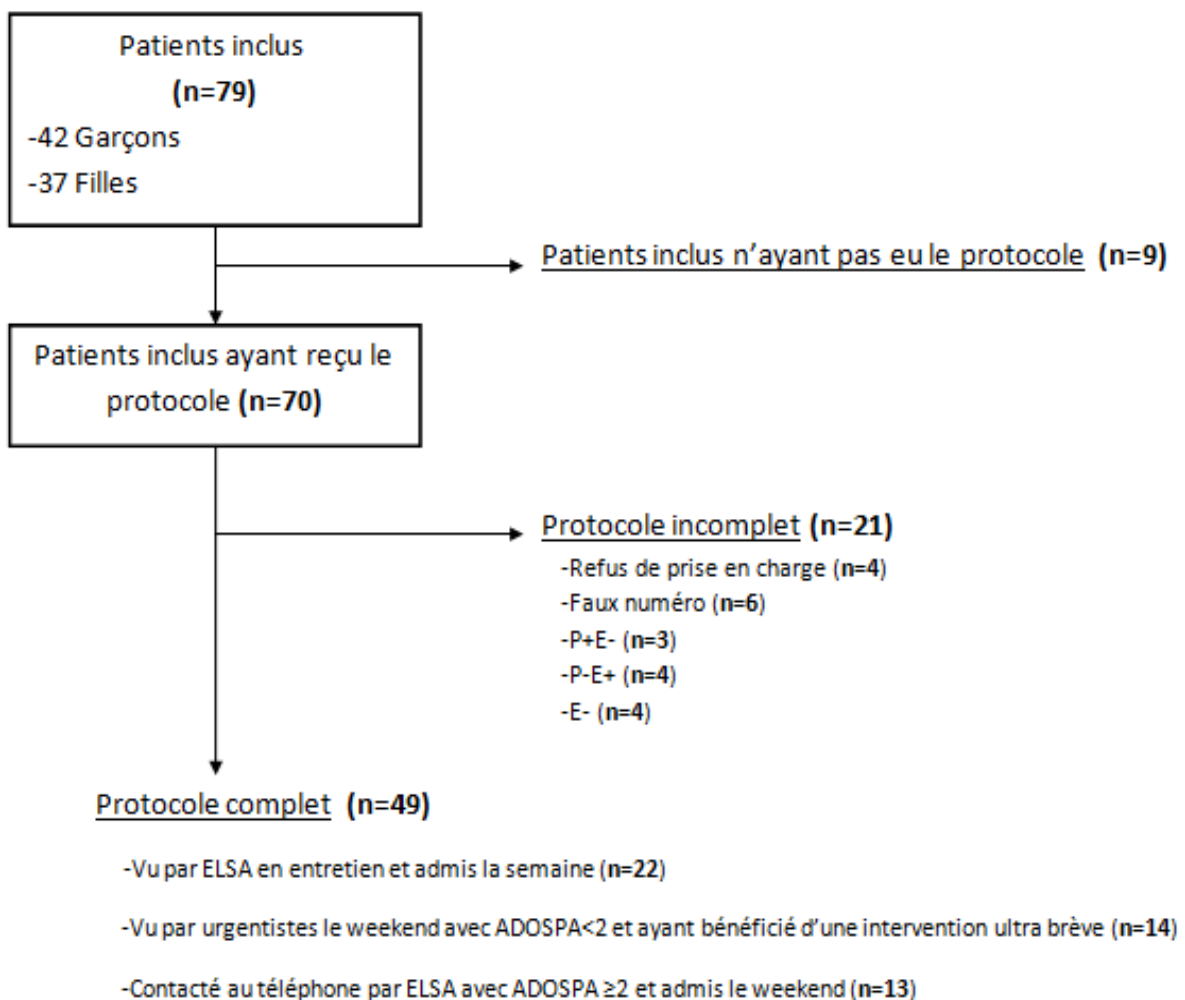 Patients inclus
(n=79)
-42 Garçons
-37 Filles
Patients inclus n'ayant pas eu le protocole (n=9)
Patients inclus ayant reçu le
protocole (n=70)
Protocole incomplet (n=21)
-Refus de prise en charge (n=4)
-Faux numéro (n=6)
-P+E- (n=3)
-P-E+ (n=4)
-E- (n=4)
Protocole complet (n=49)
-Vu par ELSA en entretien et admis la semaine (n=22)
-Vu par urgentistes le weekend avec ADOSPA<2 et ayant bénéficié d'une intervention ultra brève (n=14)
-Contacté au téléphone par ELSA avec ADOSPA ≥2 et admis le weekend (n=13)